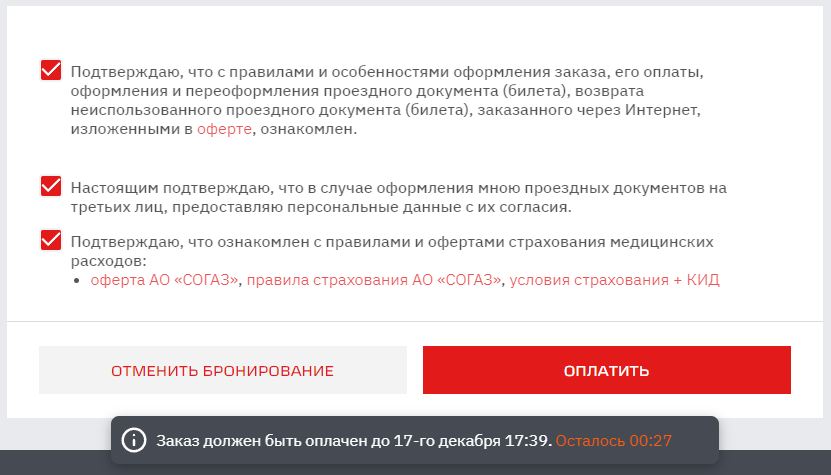 Подтверждаю, что с правилами и особенностями оформления заказа, его оплаты,
оформления и переоформления проездного документа (билета), возврата
неиспользованного проездного документа (билета), заказанного через Интернет,
изложенными в оферте, ознакомлен.
Настоящим подтверждаю, что в случае оформления мною проездных документов на
третьих лиц, предоставляю персональные данные с их согласия.
Подтверждаю, что ознакомлен с правилами и офертами страхования медицинских
расходов:
• оферта АО «СОГАЗ», правила страхования АО «СОГАЗ», условия страхования + КИД
ОТМЕНИТЬ БРОНИРОВАНИЕ
ОПЛАТИТЬ
Заказ должен быть оплачен до 17-го декабря 17:39. Осталось 00:27